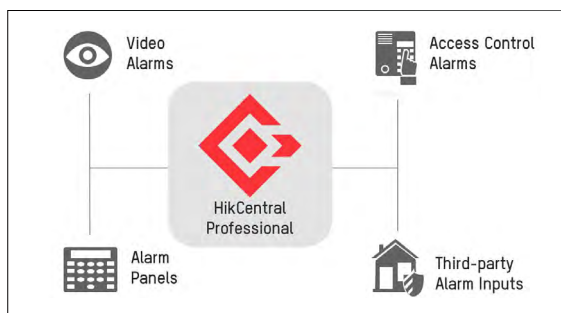 Video
Alarms
Access Control
Alarms
HikCentral
Professional
Alarm
Panels
Third-party
Alarm Inputs